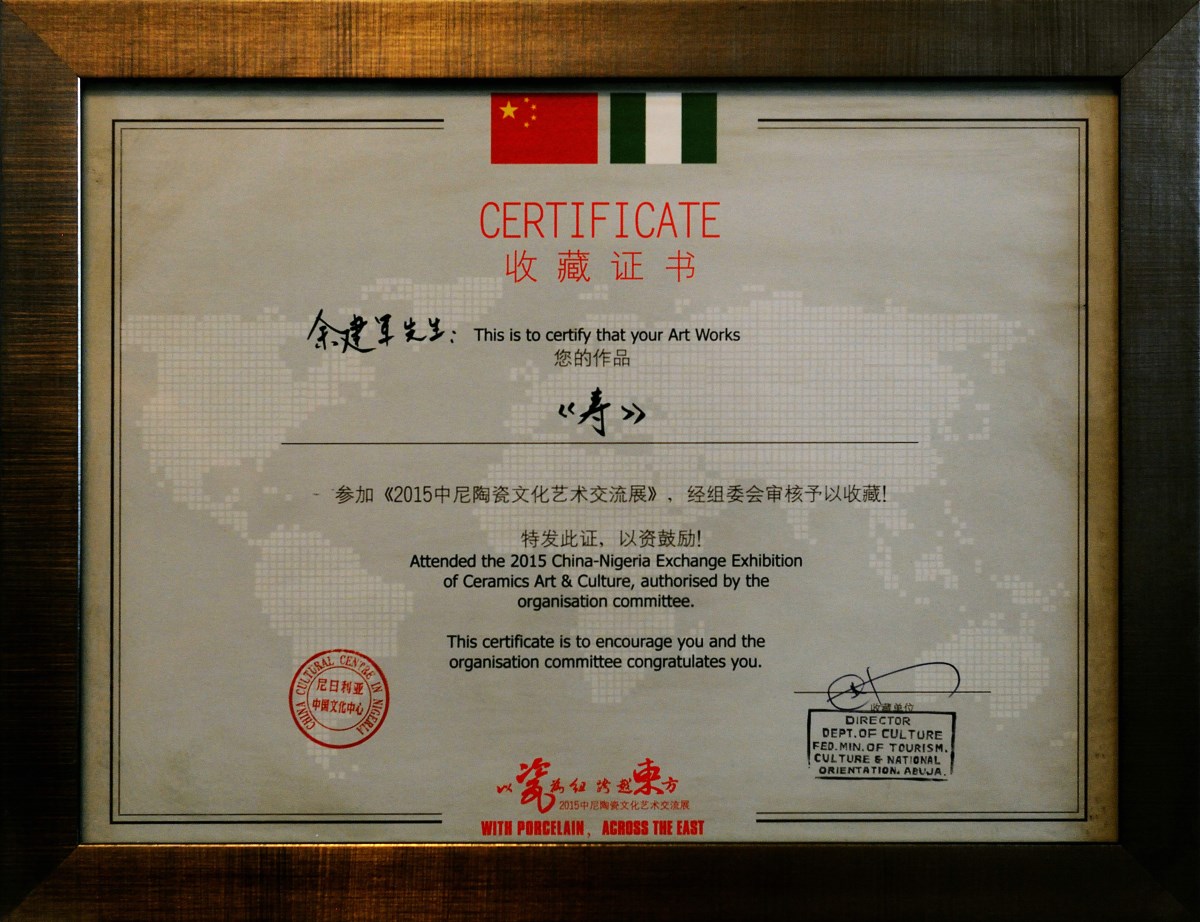 CERTIFICATE
收藏证书
余建军先生： This is to certify that your Art Works
您的作品
《寿》
参加《2015中尼陶瓷文化艺术交流展》，经组委会审核予以收藏！
特发此证，以资鼓励！
Attended the 2015 China-Nigeria Exchange Exhibition
of Ceramics Art & Culture, authorised by the
organisation committee.
This certificate is to encourage you and the
organisation committee congratulates you.
CHINA CULTURAL CENTRE IN NIGERIA
尼日利亚
中国文化中心
收藏单位
DIRECTOR
DEPT. OF CULTURE
FED. MIN. OF TOURISM.
CULTURE & NATIONAL
ORIENTATION. ABUJA.
以瓷为纽 跨越東方
2015中尼陶瓷文化艺术交流展
WITH PORCELAIN， ACROSS THE EAST